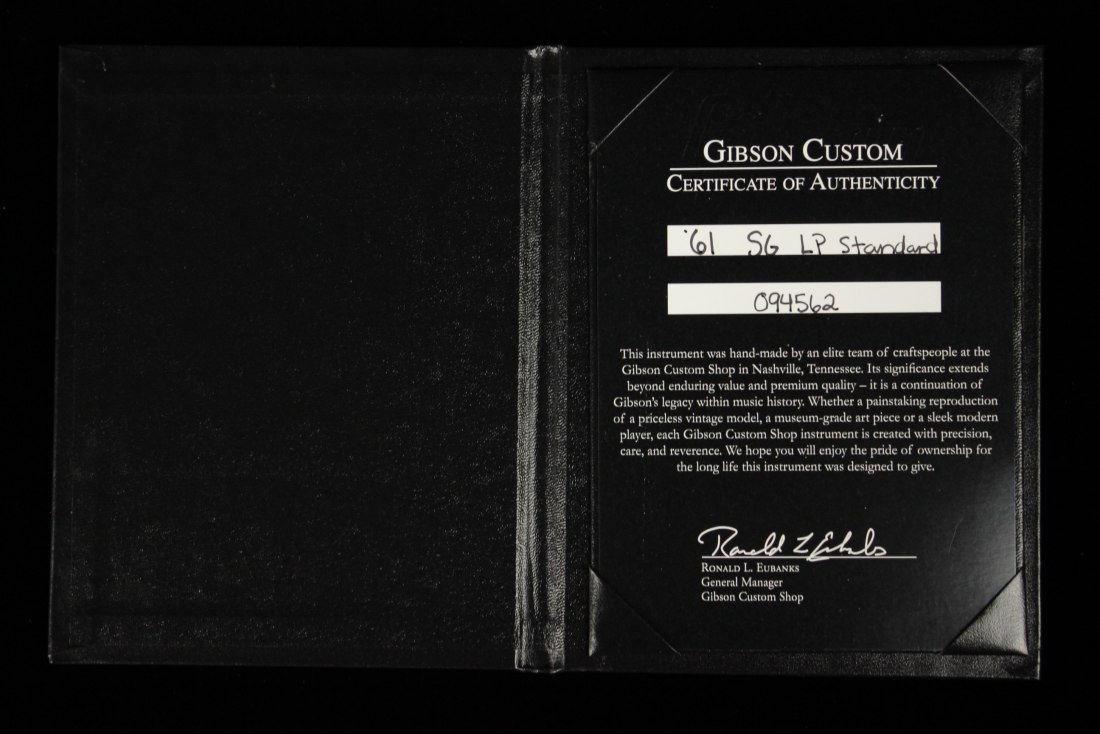 GIBSON CUSTOM
CERTIFICATE OF AUTHENTICITY
'61 SG LP Standard
094562
This instrument was hand-made by an elite team of craftspeople at the
Gibson Custom Shop in Nashville, Tennessee. Its significance extends
beyond enduring value and premium quality – it is a continuation of
Gibson's legacy within music history. Whether a painstaking reproduction
of a priceless vintage model, a museum-grade art piece or a sleek modern
player, each Gibson Custom Shop instrument is created with precision,
care, and reverence. We hope you will enjoy the pride of ownership for
the long life this instrument was designed to give.
Ronald L Eubanks
RONALD L. EUBANKS
General Manager
Gibson Custom Shop